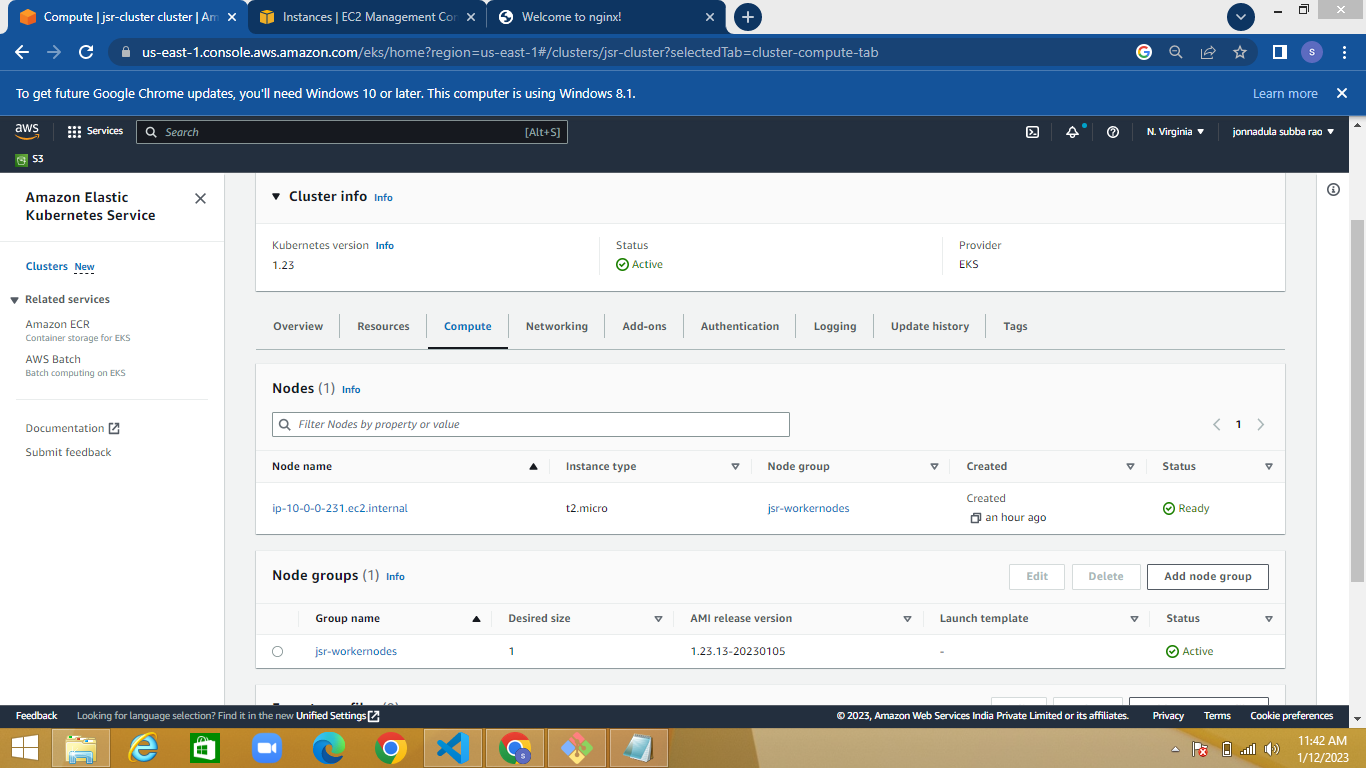 Compute | jsr-cluster cluster | Am
Instances | EC2 Management Con
Welcome to nginx!
us-east-1.console.aws.amazon.com/eks/home?region=us-east-1#/clusters/jsr-cluster?selectedTab=cluster-compute-tab
S
To get future Google Chrome updates, you'll need Windows 10 or later. This computer is using Windows 8.1.
Learn more
aws
Services
Search
[Alt+S]
N. Virginia
jonnadula subba rao
S3
Amazon Elastic
Kubernetes Service
Clusters New
Related services
Amazon ECR
Container storage for EKS
AWS Batch
Batch computing on EKS
Documentation
Submit feedback
Cluster info Info
Kubernetes version Info
Status
Provider
1.23
Active
EKS
Overview
Resources
Compute
Networking
Add-ons
Authentication
Logging
Update history
Tags
Nodes (1) Info
Filter Nodes by property or value
1
Node name
Instance type
Node group
Created
Status
ip-10-0-0-231.ec2.internal
t2.micro
jsr-workernodes
Created
an hour ago
Ready
Node groups (1) Info
Edit
Delete
Add node group
Group name
Desired size
AMI release version
Launch template
Status
jsr-workernodes
1
1.23.13-20230105
-
Active
Feedback
Looking for language selection? Find it in the new Unified Settings
© 2023, Amazon Web Services India Private Limited or its affiliates.
Privacy
Terms
Cookie preferences
11:42 AM
1/12/2023